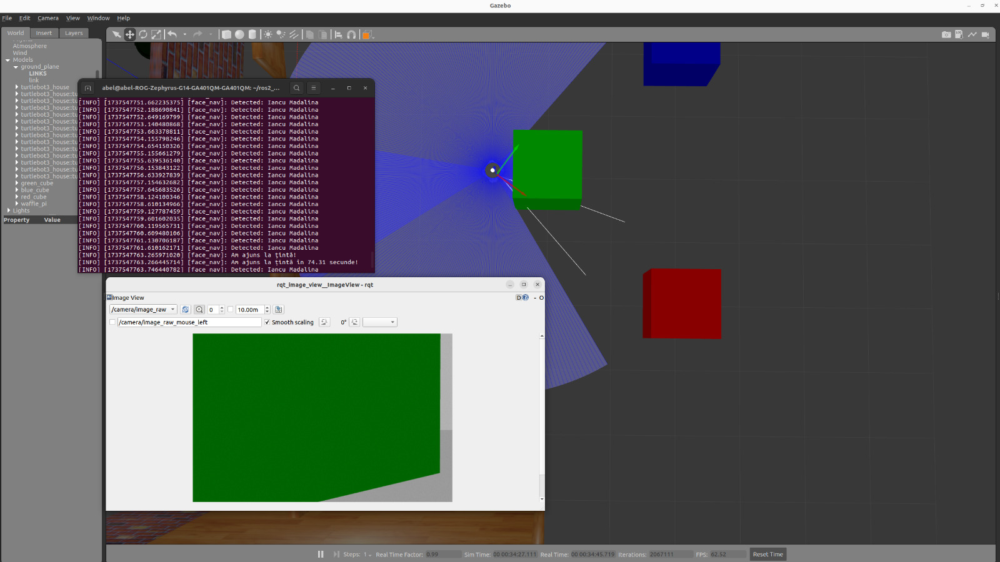 Gazebo
File Edit Camera View Window Help
World Insert Layers
Atmosphere
Wind
Models
ground_plane
LINKS
link
turtlebot3_house
turtlebot3_house::tu
turtlebot3_house::tu
turtlebot3_house::tu
turtlebot3_house::tu
turtlebot3_house::tu
turtlebot3_house::tu
turtlebot3_house::tu
turtlebot3_house::tu
turtlebot3_house::tu
turtlebot3_house::tu
turtlebot3_house::tu
turtlebot3_house::tu
turtlebot3_house::tu
green_cube
blue_cube
red_cube
waffle_pi
Lights
Property Value
abel@abel-ROG-Zephyrus-G14-GA401QM-GA401QM: ~/ros2_...
[INFO] [1737547751.662235375] [face_nav]: Detected: Iancu Madalina
[INFO] [1737547752.188690841] [face_nav]: Detected: Iancu Madalina
[INFO] [1737547752.649169799] [face_nav]: Detected: Iancu Madalina
[INFO] [1737547753.140480868] [face_nav]: Detected: Iancu Madalina
[INFO] [1737547753.663378811] [face_nav]: Detected: Iancu Madalina
[INFO] [1737547754.155798246] [face_nav]: Detected: Iancu Madalina
[INFO] [1737547754.654150326] [face_nav]: Detected: Iancu Madalina
[INFO] [1737547755.155661279] [face_nav]: Detected: Iancu Madalina
[INFO] [1737547755.639536140] [face_nav]: Detected: Iancu Madalina
[INFO] [1737547756.153843122] [face_nav]: Detected: Iancu Madalina
[INFO] [1737547756.633927839] [face_nav]: Detected: Iancu Madalina
[INFO] [1737547757.154632682] [face_nav]: Detected: Iancu Madalina
[INFO] [1737547757.645683526] [face_nav]: Detected: Iancu Madalina
[INFO] [1737547758.124100346] [face_nav]: Detected: Iancu Madalina
[INFO] [1737547758.610134966] [face_nav]: Detected: Iancu Madalina
[INFO] [1737547759.127787459] [face_nav]: Detected: Iancu Madalina
[INFO] [1737547759.601602035] [face_nav]: Detected: Iancu Madalina
[INFO] [1737547760.119565731] [face_nav]: Detected: Iancu Madalina
[INFO] [1737547760.609480106] [face_nav]: Detected: Iancu Madalina
[INFO] [1737547761.130706187] [face_nav]: Detected: Iancu Madalina
[INFO] [1737547761.610162171] [face_nav]: Detected: Iancu Madalina
[INFO] [1737547763.265971020] [face_nav]: Am ajuns la țintă!
[INFO] [1737547763.266445714] [face_nav]: Am ajuns la țintă în 74.31 secunde!
[INFO] [1737547763.746440782] [face_nav]: Detected: Iancu Madalina
rqt_image_view__ImageView - rqt
Image View D - O
/camera/image_raw 0 10.00m
/camera/image_raw_mouse_left Smooth scaling 0°
Steps: 1 Real Time Factor: 0.99 Sim Time: 00 00:34:27.111 Real Time: 00 00:34:45.719 Iterations: 2067111 FPS: 62.52 Reset Time